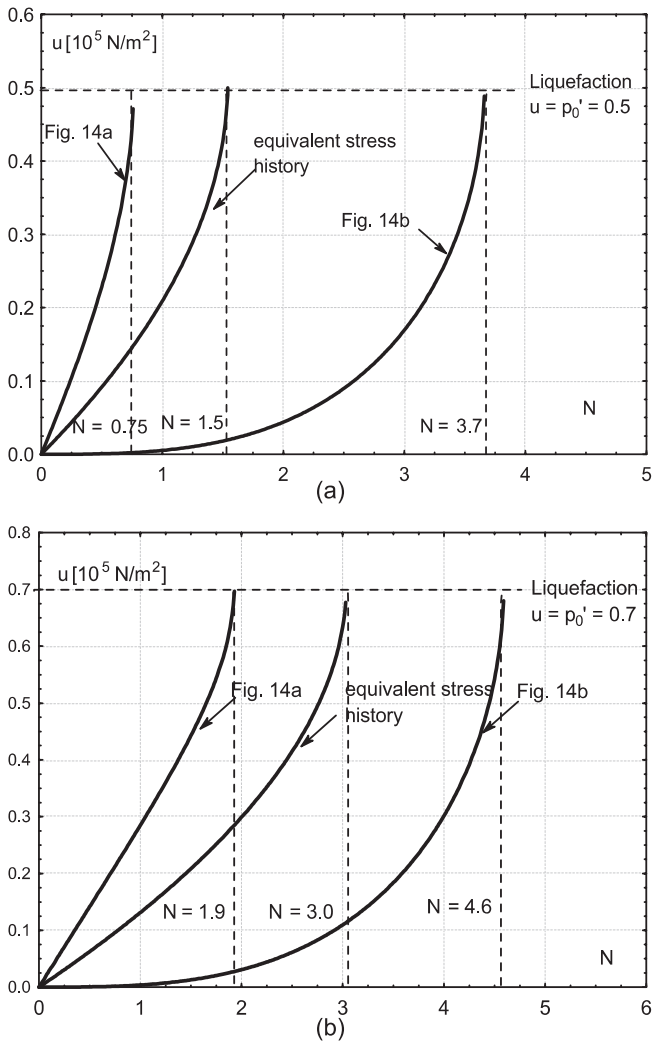 u [10⁵ N/m²]
0.6
0.5
0.4
0.3
0.2
0.1
0.0
Liquefaction
u = p₀' = 0.5
Fig. 14a
equivalent stress
history
Fig. 14b
N = 0.75
N = 1.5
N = 3.7
N
0
1
2
3
4
5
(a)
0.8
u [10⁵ N/m²]
0.7
0.6
0.5
0.4
0.3
0.2
0.1
0.0
Liquefaction
u = p₀' = 0.7
Fig. 14a
equivalent stress
history
Fig. 14b
N = 1.9
N = 3.0
N = 4.6
N
0
1
2
3
4
5
6
(b)